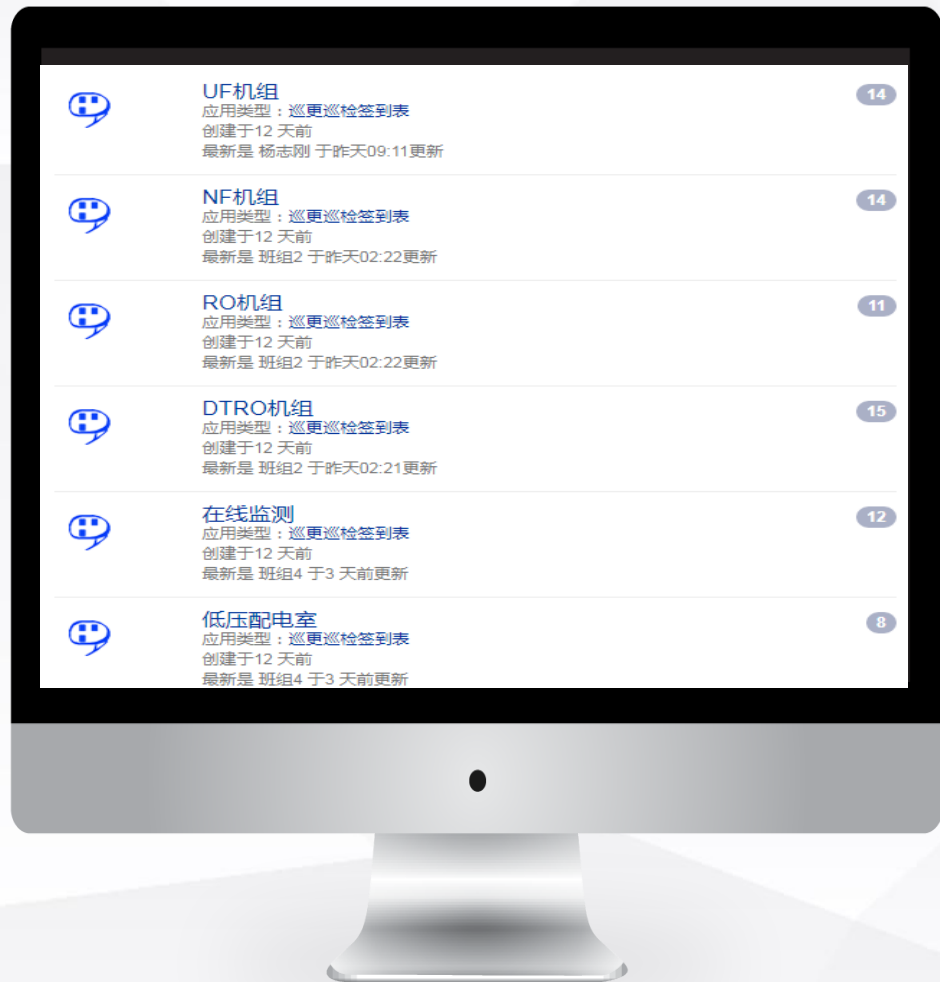 UF机组
14
应用类型：巡更巡检签到表
创建于12 天前
最新是 杨志刚 于昨天09:11更新
NF机组
14
应用类型：巡更巡检签到表
创建于12 天前
最新是 班组2 于昨天02:22更新
RO机组
11
应用类型：巡更巡检签到表
创建于12 天前
最新是 班组2 于昨天02:22更新
DTRO机组
15
应用类型：巡更巡检签到表
创建于12 天前
最新是 班组2 于昨天02:21更新
在线监测
12
应用类型：巡更巡检签到表
创建于12 天前
最新是 班组4 于3 天前更新
低压配电室
8
应用类型：巡更巡检签到表
创建于12 天前
最新是 班组4 于3 天前更新